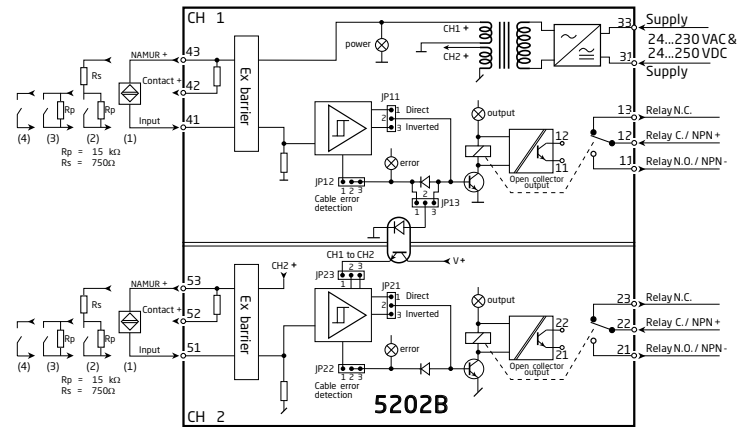 CH 1
33 Supply
24...230 VAC &
24...250 VDC
31
Supply
CH1 +
CH2 +
power
NAMUR + 43
Contact +
42
Input 41
Rs
Rp
Rp
(4) (3) (2) (1)
Rp = 15 kΩ
Rs = 750Ω
Ex barrier
JP11
1 Direct
2
3 Inverted
output
error
JP12
1 2 3
Cable error
detection
2
1 3
JP13
12
11
Open collector
output
13 Relay N.C.
12 Relay C. / NPN +
11 Relay N.O. / NPN -
CH1 to CH2
V+
JP23
2 3
1
NAMUR + 53
Contact +
52
Input 51
Rs
Rp
Rp
(4) (3) (2) (1)
Rp = 15 kΩ
Rs = 750Ω
CH2 +
Ex barrier
JP21
1 Direct
2
3 Inverted
output
error
JP22
1 2 3
Cable error
detection
22
21
Open collector
output
23 Relay N.C.
22 Relay C. / NPN +
21 Relay N.O. / NPN -
5202B
CH 2